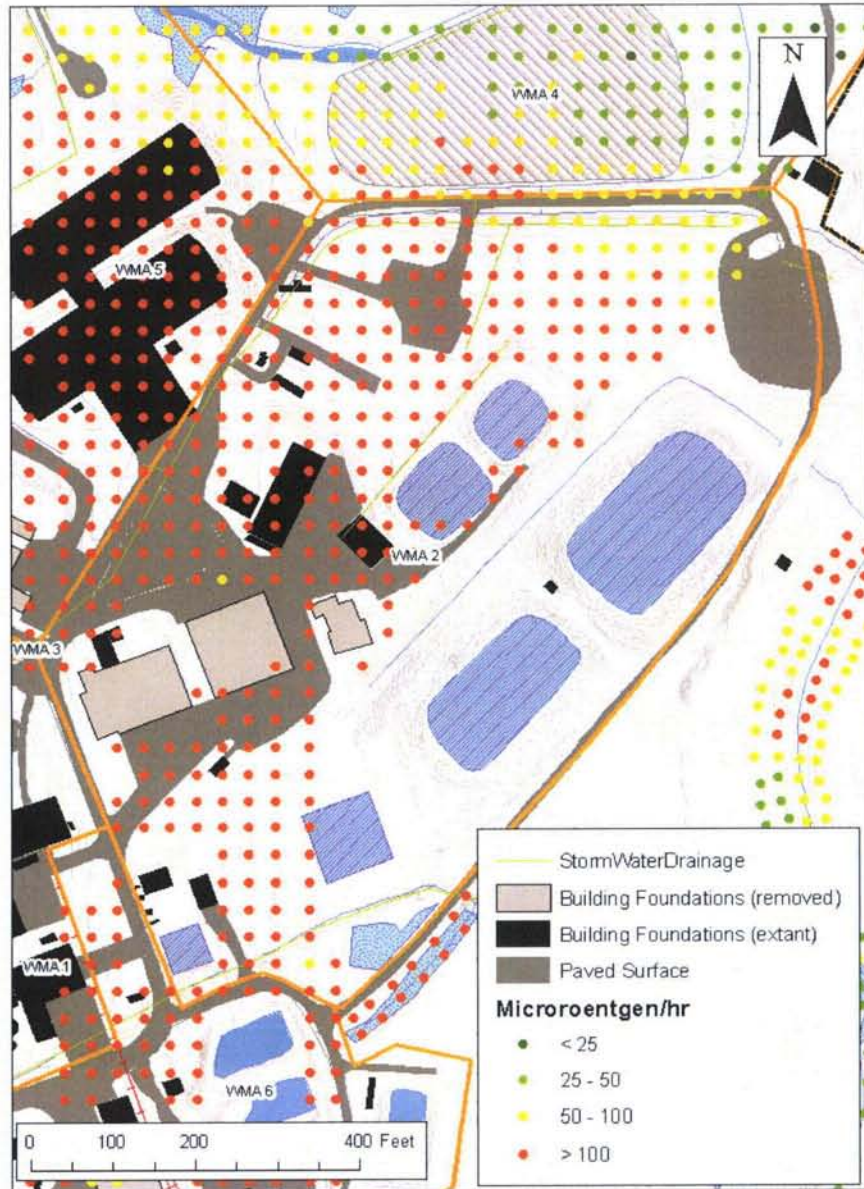 N
WMA 4
WMA 5
WMA 2
WMA 3
WMA 1
WMA 6
StormWaterDrainage
Building Foundations (removed)
Building Foundations (extant)
Paved Surface
Microroentgen/hr
< 25
25 - 50
50 - 100
> 100
0 100 200 400 Feet